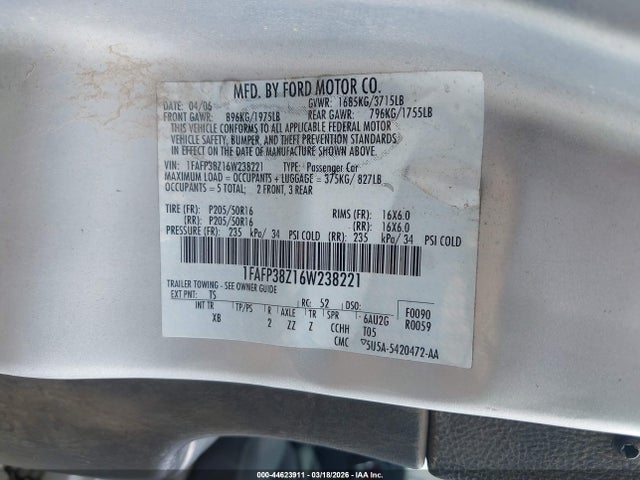 MFD. BY FORD MOTOR CO.
DATE: 04/06 GVWR: 1685KG/3715LB
FRONT GAWR: 896KG/1975LB REAR GAWR: 796KG/1755LB
THIS VEHICLE CONFORMS TO ALL APPLICABLE FEDERAL MOTOR
VEHICLE SAFETY, BUMPER, AND THEFT PREVENTION STANDARDS
IN EFFECT ON THE DATE OF MANUFACTURE SHOWN ABOVE.
VIN: 1FAFP38Z16W238221 TYPE: Passenger Car
MAXIMUM LOAD = OCCUPANTS + LUGGAGE = 375KG/ 827LB
OCCUPANTS = 5 TOTAL; 2 FRONT, 3 REAR
TIRE (FR): P205/50R16 RIMS (FR): 16X6.0
(RR): P205/50R16 (RR): 16X6.0
PRESSURE (FR): 235 kPa/ 34 PSI COLD (RR): 235 kPa/ 34 PSI COLD
1FAFP38Z16W238221
TRAILER TOWING - SEE OWNER GUIDE
EXT PNT: TS RC: 52 DSO: F0090
INT TR TP/PS R AXLE TR SPR 6AU2G R0059
XB 2 ZZ Z CCHH T05
CMC 5U5A-5420472-AA
000-44623911 | 03/18/2026 | IAA